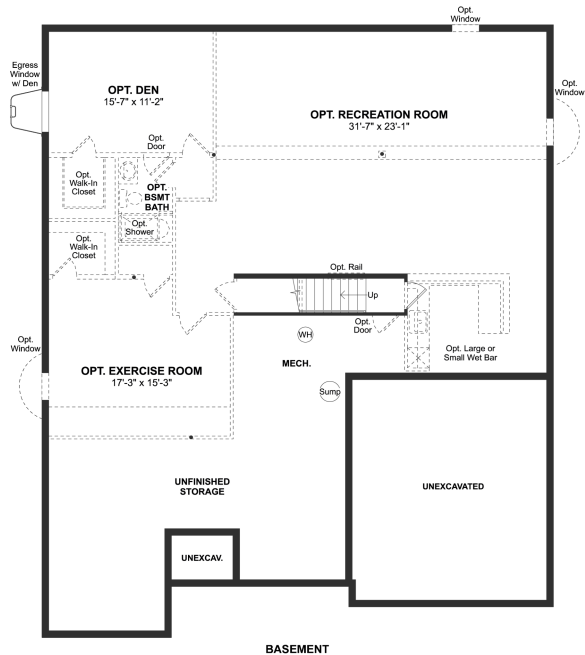 Opt.
Window
Egress
Window
w/ Den
OPT. DEN
15'-7" x 11'-2"
Opt.
Window
OPT. RECREATION ROOM
31'-7" x 23'-1"
Opt.
Door
Opt.
Walk-In
Closet
OPT.
BSMT
BATH
Opt.
Shower
Opt.
Walk-In
Closet
Opt. Rail
Up
Opt.
Door
WH
Opt.
Window
MECH.
Opt. Large or
Small Wet Bar
OPT. EXERCISE ROOM
17'-3" x 15'-3"
Sump
UNFINISHED
STORAGE
UNEXCAVATED
UNEXCAV.
BASEMENT